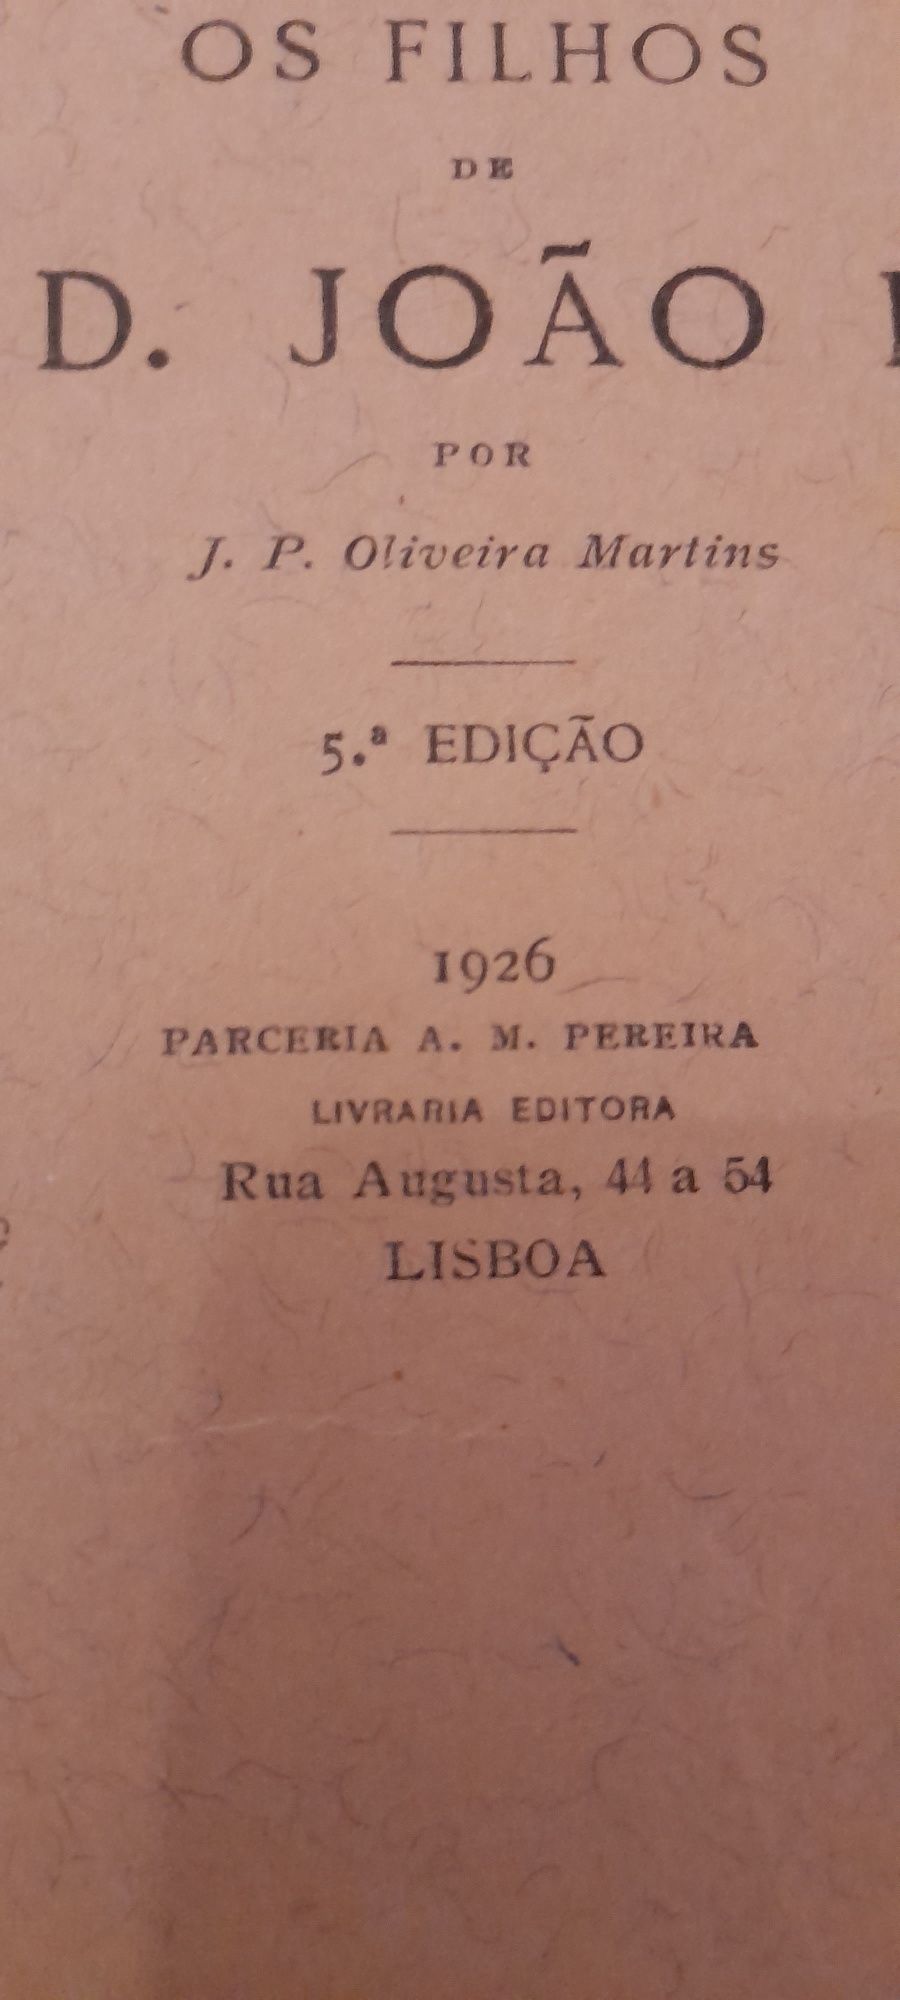 OS FILHOS
DE
D. JOÃO I
POR
J. P. Oliveira Martins
5.ª EDIÇÃO
1926
PARCERIA A. M. PEREIRA
LIVRARIA EDITORA
Rua Augusta, 44 a 54
LISBOA